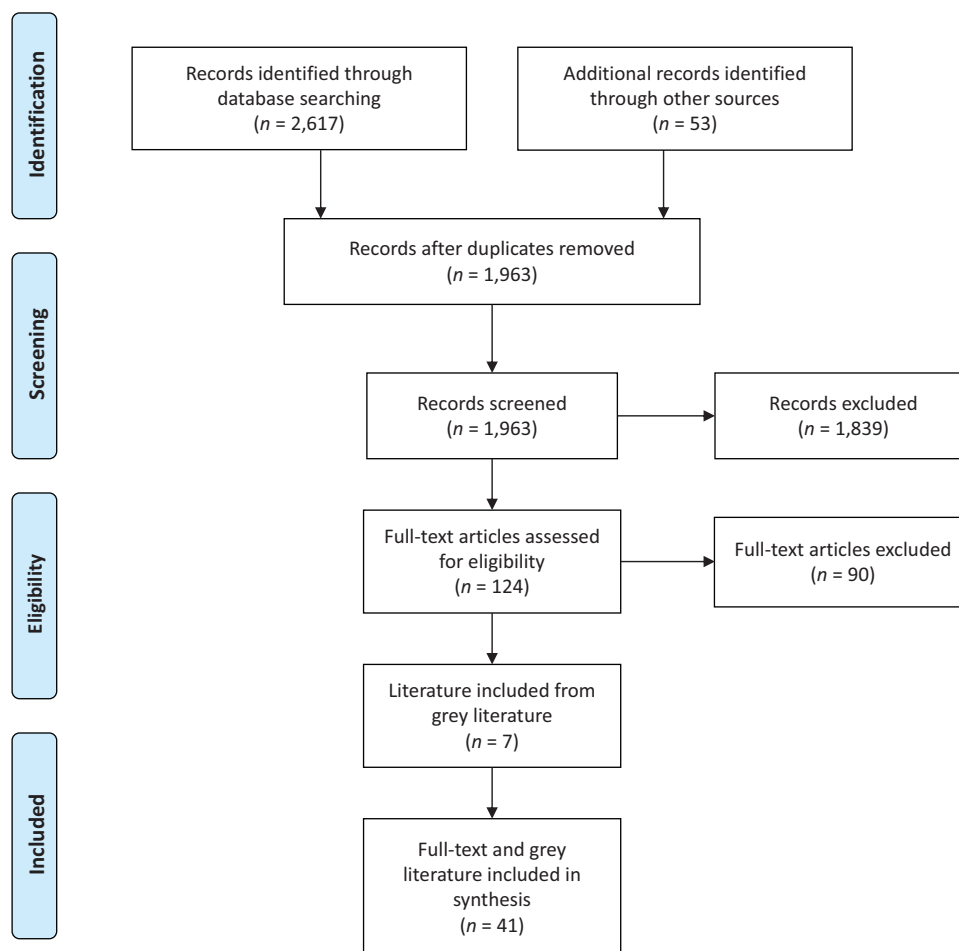 Identification
Records identified through
database searching
(n = 2,617)
Additional records identified
through other sources
(n = 53)
Screening
Records after duplicates removed
(n = 1,963)
Records screened
(n = 1,963)
Records excluded
(n = 1,839)
Eligibility
Full-text articles assessed
for eligibility
(n = 124)
Full-text articles excluded
(n = 90)
Literature included from
grey literature
(n = 7)
Included
Full-text and grey
literature included in
synthesis
(n = 41)